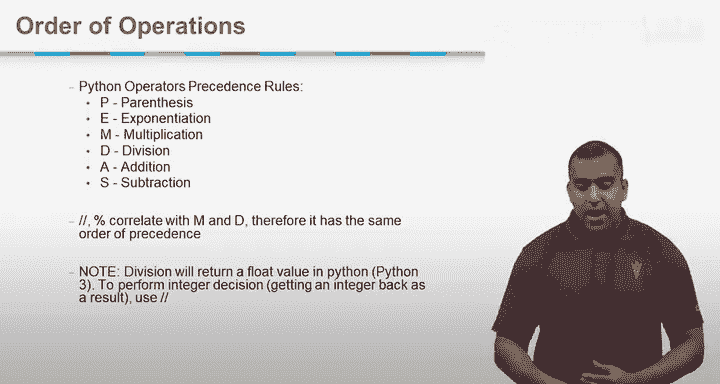 Order of Operations
- Python Operators Precedence Rules:
• P - Parenthesis
• E - Exponentiation
• M - Multiplication
• D - Division
• A - Addition
• S - Subtraction
- //, % correlate with M and D, therefore it has the same
order of precedence
- NOTE: Division will return a float value in python (Python
3). To perform integer decision (getting an integer back as
a result), use //